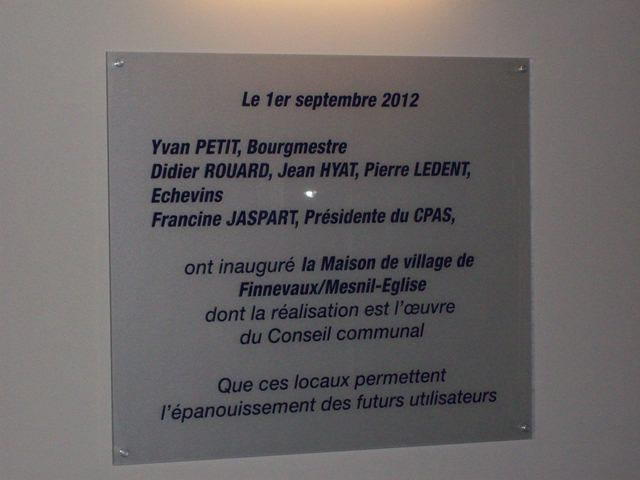 Le 1er septembre 2012
Yvan PETIT, Bourgmestre
Didier ROUARD, Jean HYAT, Pierre LEDENT,
Echevins
Francine JASPART, Présidente du CPAS,
ont inauguré la Maison de village de
Finnevaux/Mesnil-Eglise
dont la réalisation est l'œuvre
du Conseil communal
Que ces locaux permettent
l'épanouissement des futurs utilisateurs